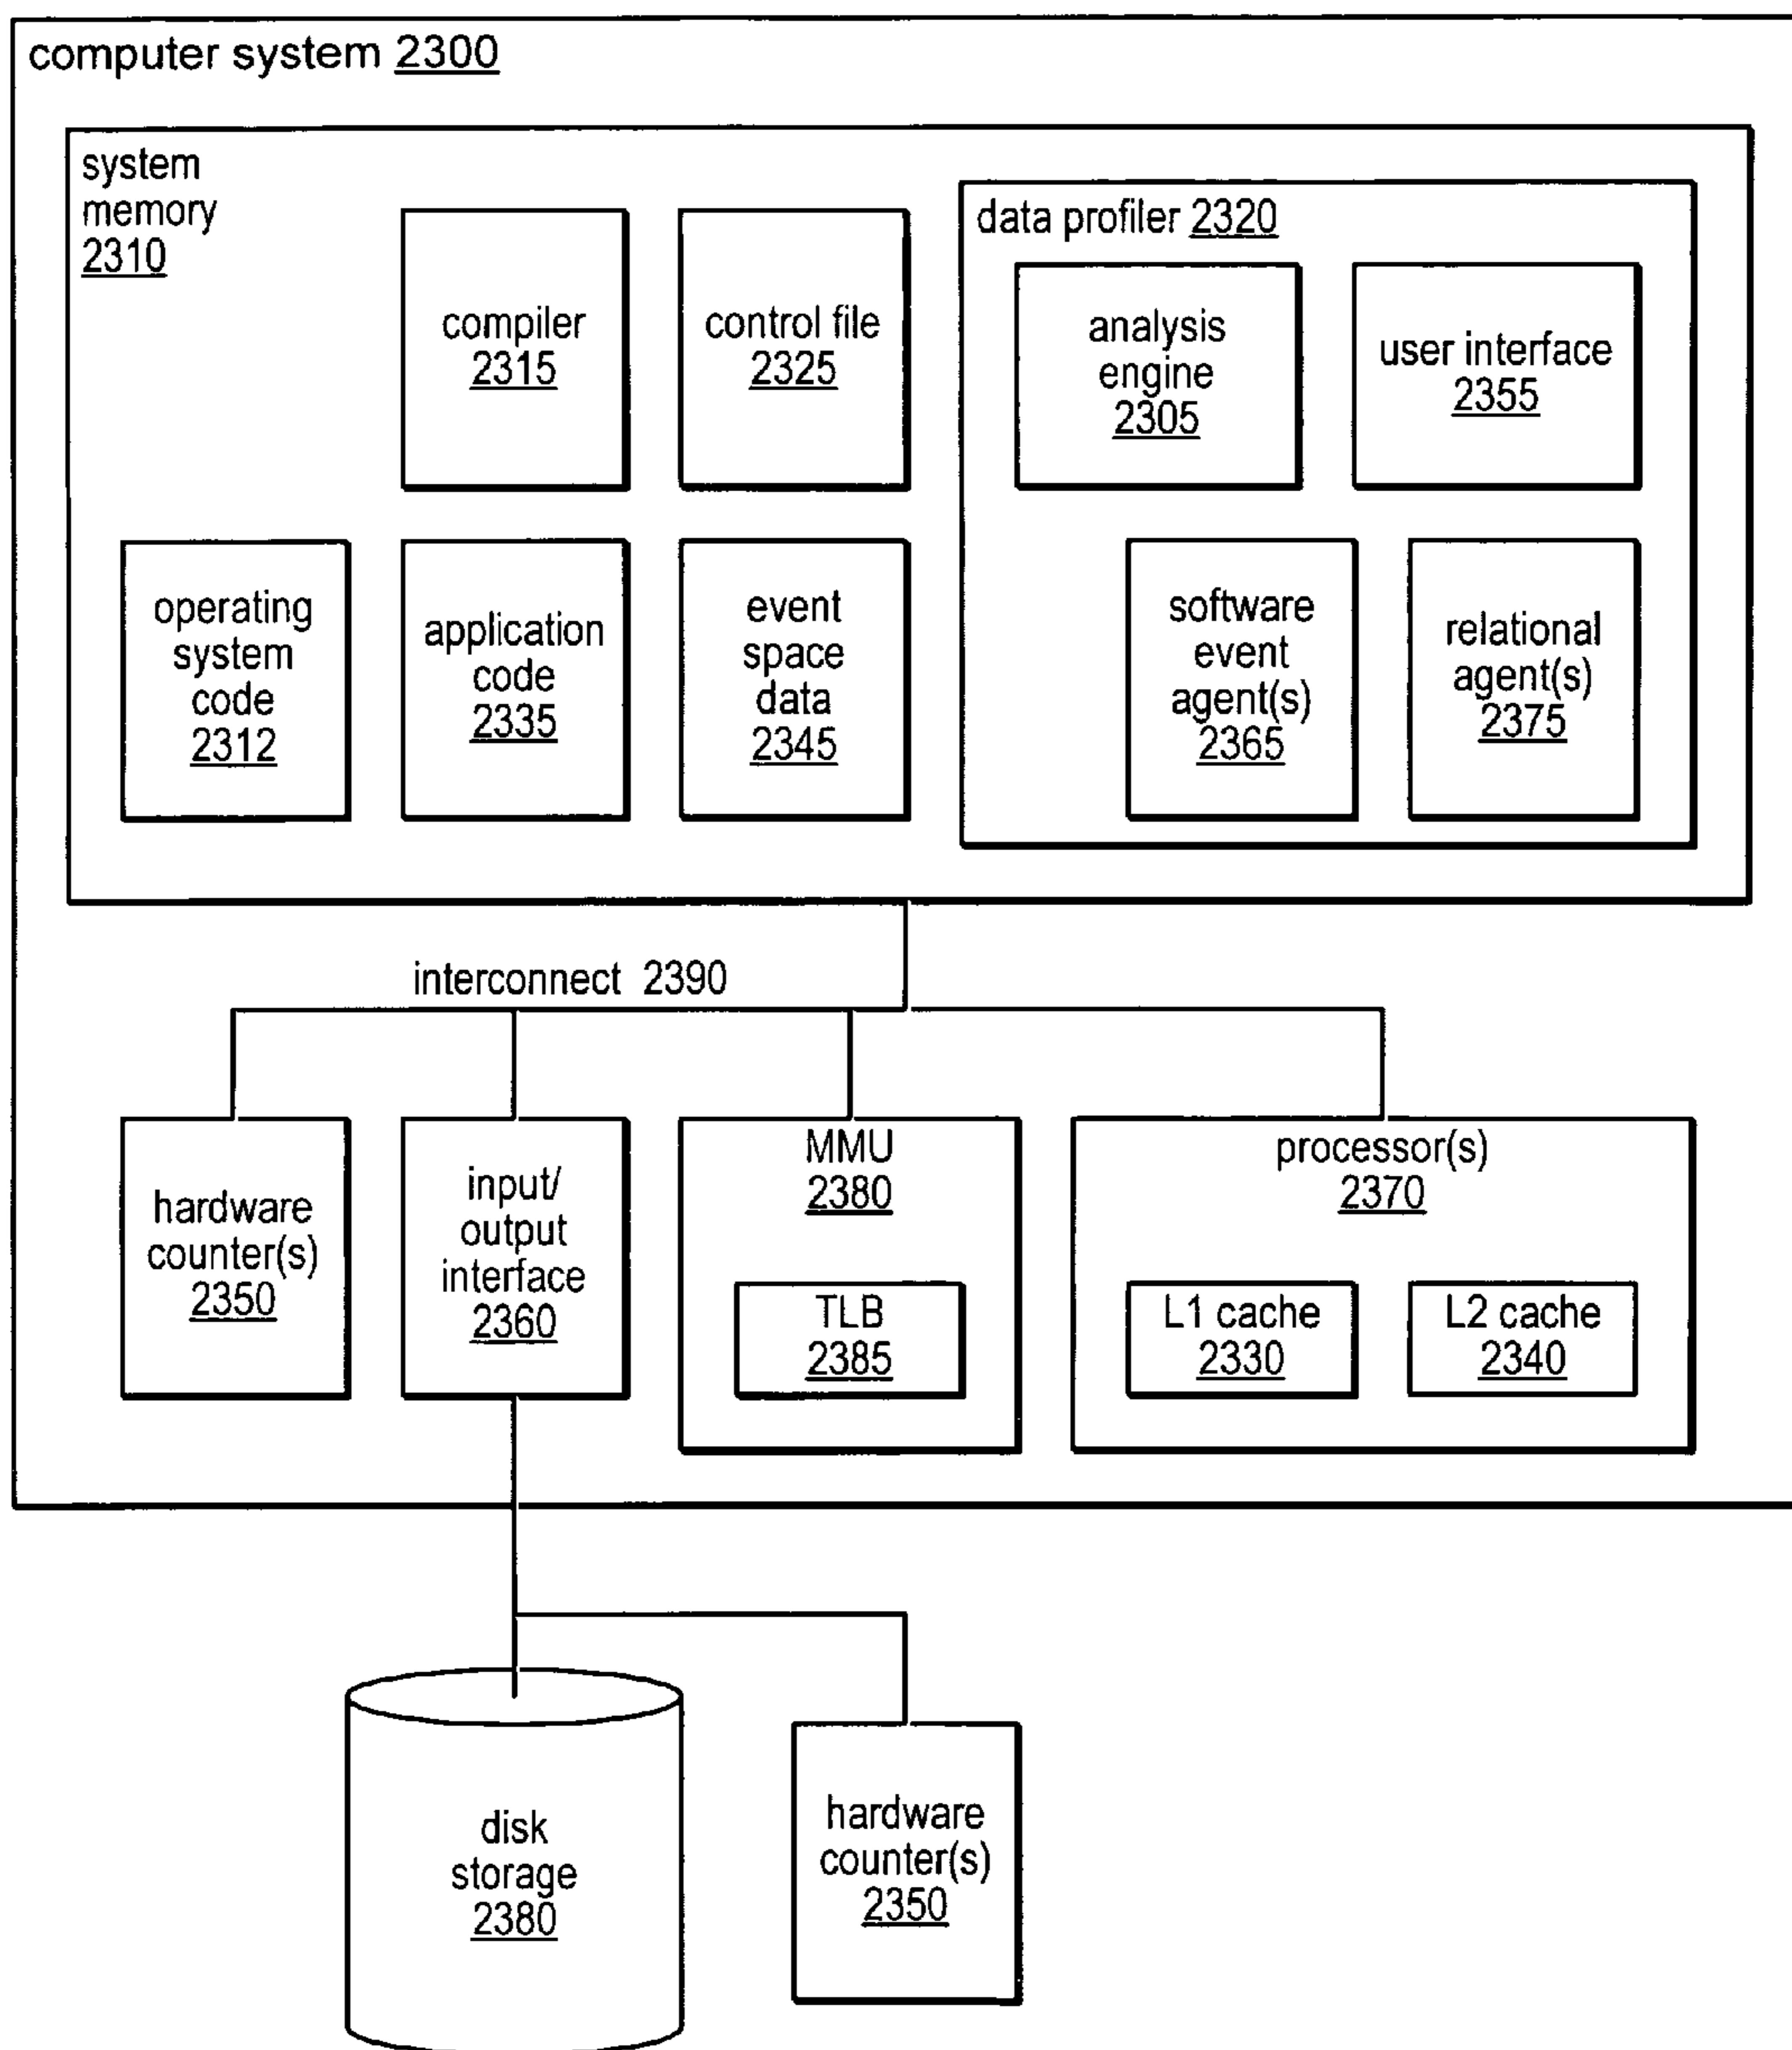 computer system 2300
system
memory
2310
compiler
2315
control file
2325
data profiler 2320
analysis
engine
2305
user interface
2355
operating
system
code
2312
application
code
2335
event
space
data
2345
software
event
agent(s)
2365
relational
agent(s)
2375
interconnect 2390
hardware
counter(s)
2350
input/
output
interface
2360
MMU
2380
TLB
2385
processor(s)
2370
L1 cache
2330
L2 cache
2340
disk
storage
2380
hardware
counter(s)
2350